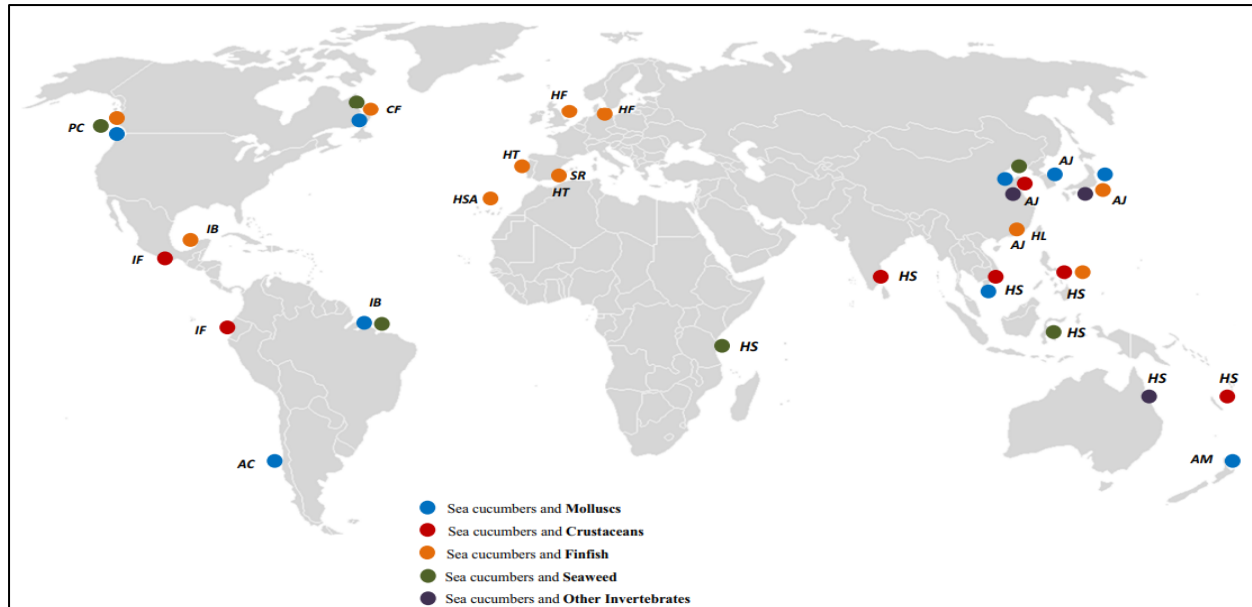 HF
CF
HF
PC
HT
AJ
SR
HT
AJ
AJ
HSA
IB
HL
AJ
IF
HS
HS
HS
IB
IF
HS
HS
HS
HS
AC
AM
Sea cucumbers and Molluscs
Sea cucumbers and Crustaceans
Sea cucumbers and Finfish
Sea cucumbers and Seaweed
Sea cucumbers and Other Invertebrates